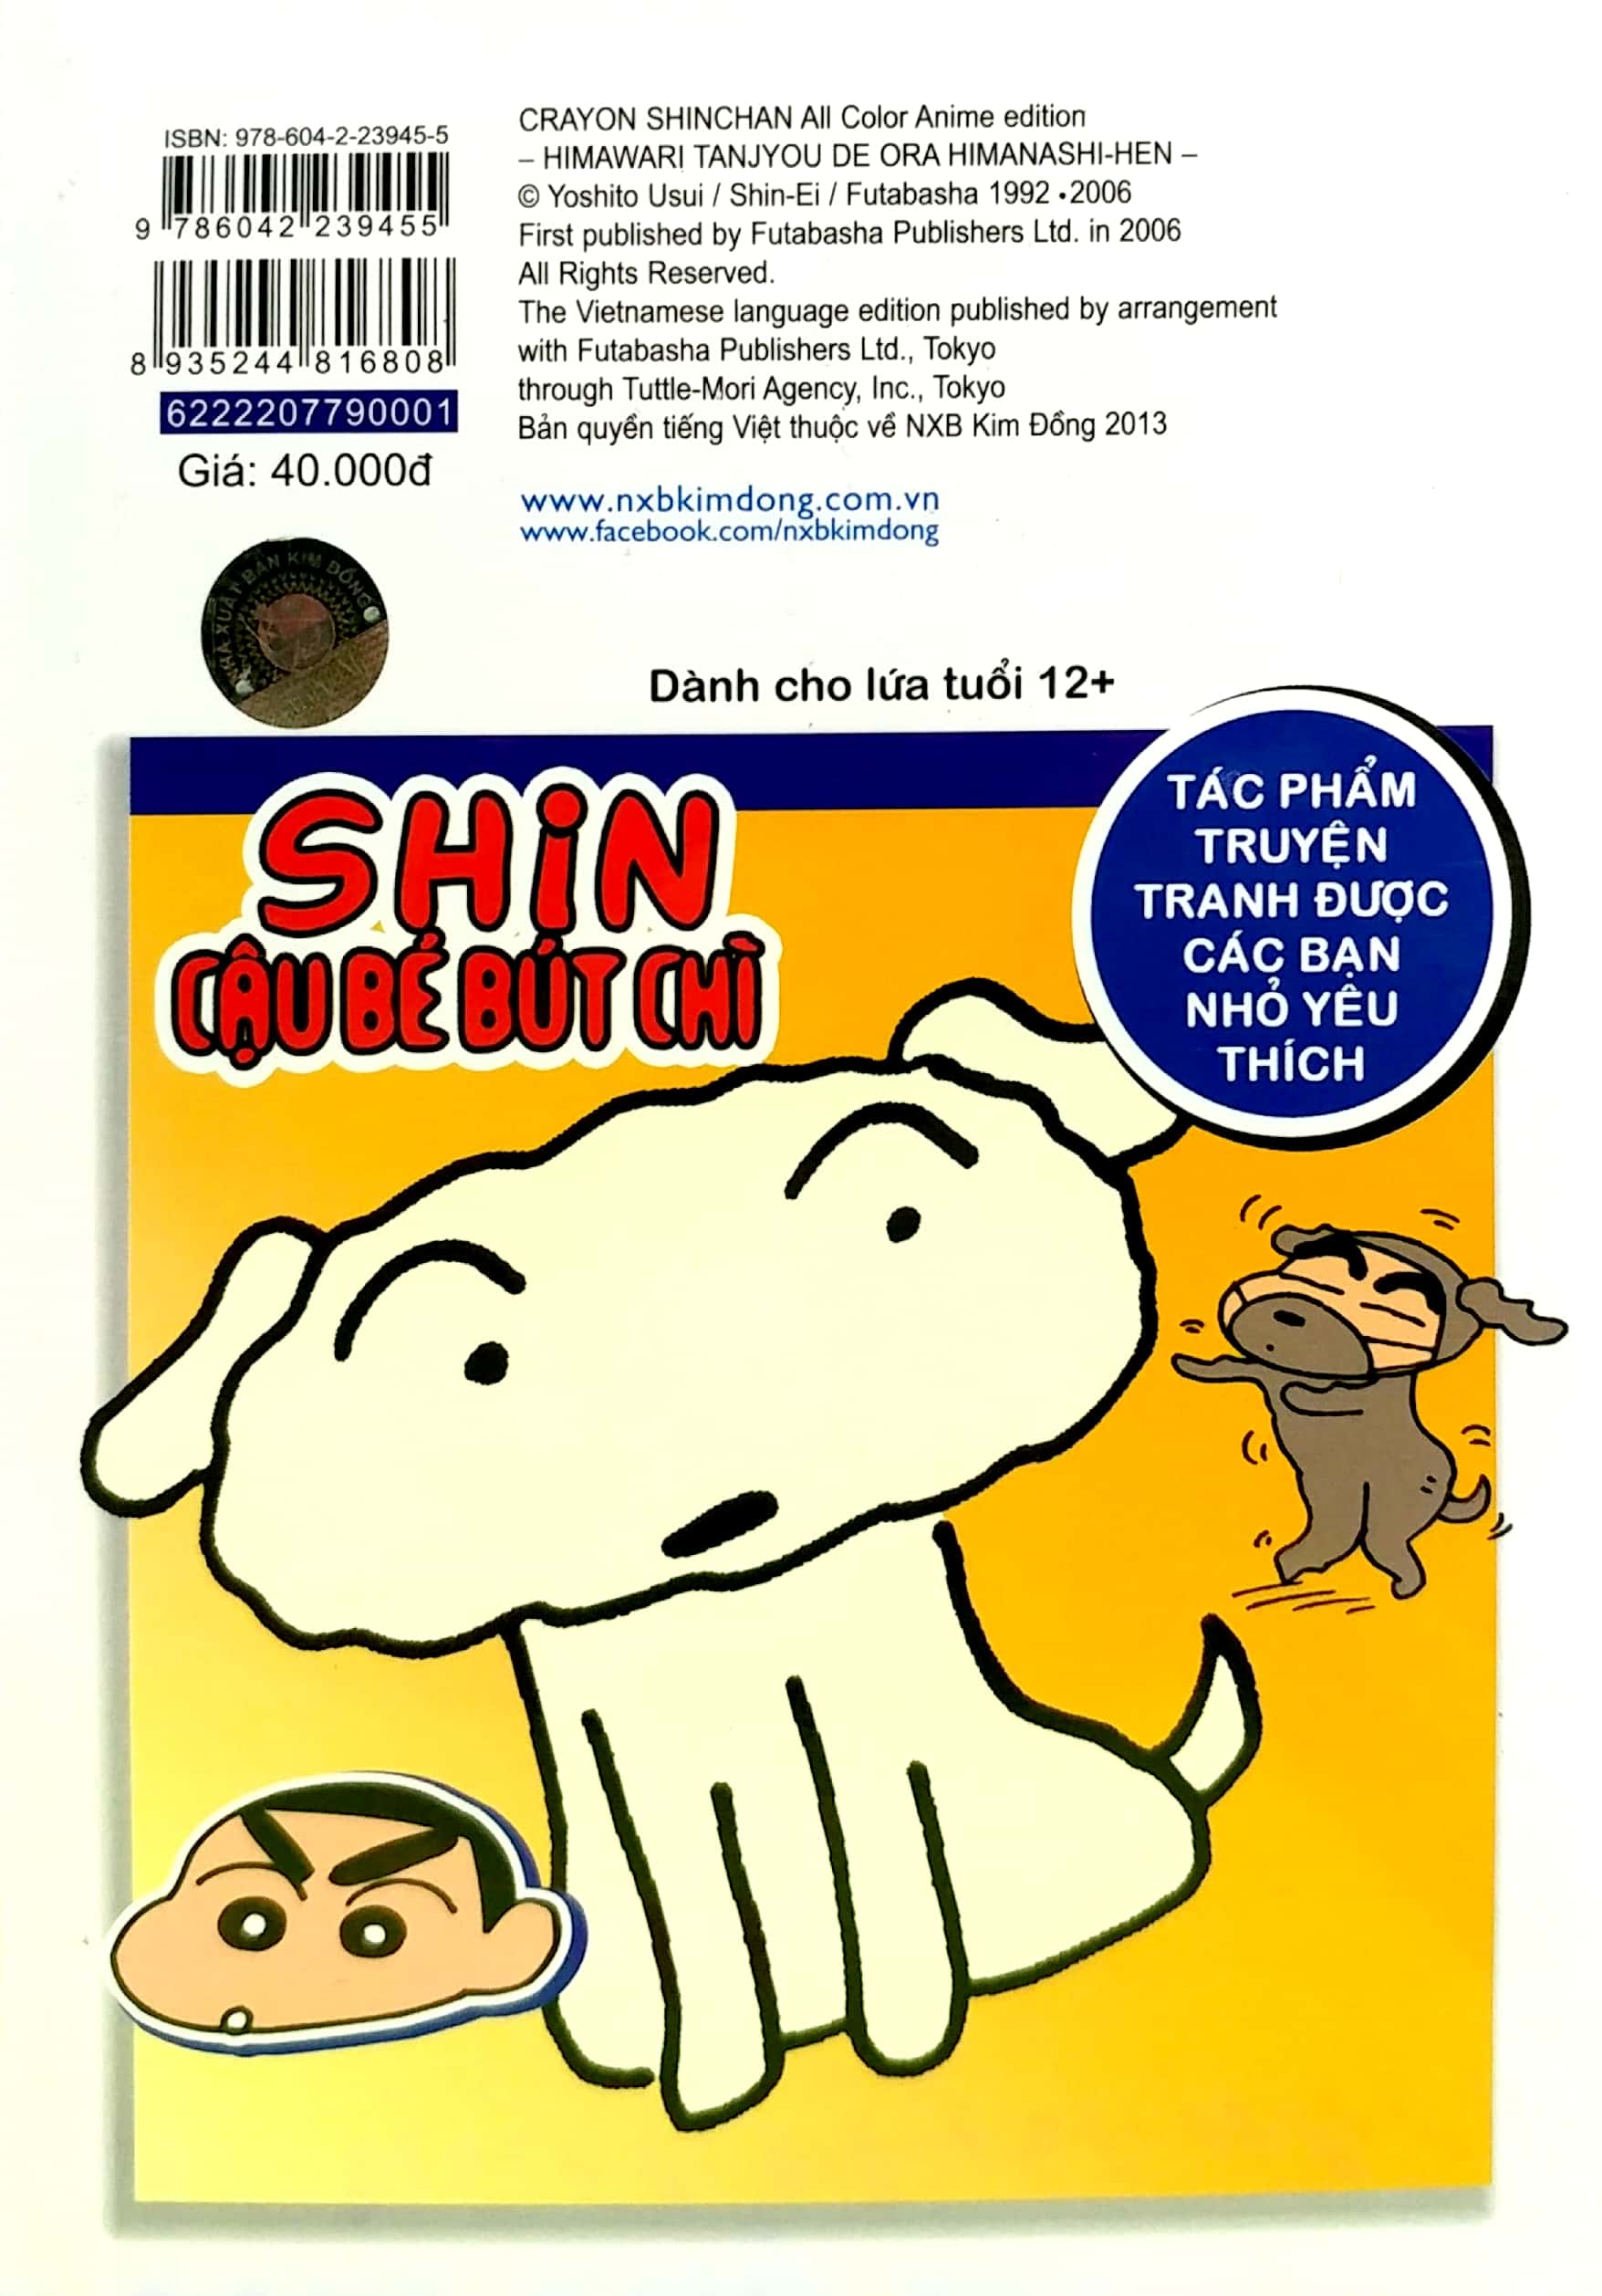 ISBN: 978-604-2-23945-5
9 786042 239455
8 935244 816808
6222207790001
Giá: 40.000đ
CRAYON SHINCHAN All Color Anime edition
– HIMAWARI TANJYOU DE ORA HIMANASHI-HEN –
© Yoshito Usui / Shin-Ei / Futabasha 1992 • 2006
First published by Futabasha Publishers Ltd. in 2006
All Rights Reserved.
The Vietnamese language edition published by arrangement
with Futabasha Publishers Ltd., Tokyo
through Tuttle-Mori Agency, Inc., Tokyo
Bản quyền tiếng Việt thuộc về NXB Kim Đồng 2013
www.nxbkimdong.com.vn
www.facebook.com/nxbkimdong
NHÀ XUẤT BẢN KIM ĐỒNG
Dành cho lứa tuổi 12+
TÁC PHẨM
TRUYỆN
TRANH ĐƯỢC
CÁC BẠN
NHỎ YÊU
THÍCH
SHiN
CẬU BÉ BÚT CHÌ